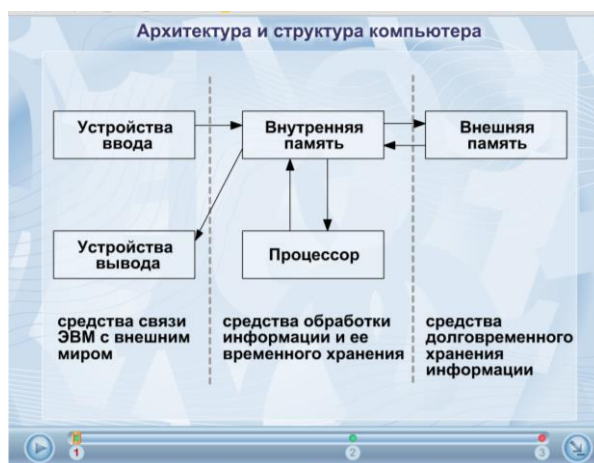 Архитектура и структура компьютера
Устройства
ввода
Внутренняя
память
Внешняя
память
Устройства
вывода
Процессор
средства связи
ЭВМ с внешним
миром
средства обработки
информации и ее
временного хранения
средства
долговременного
хранения
информации
1
2
3